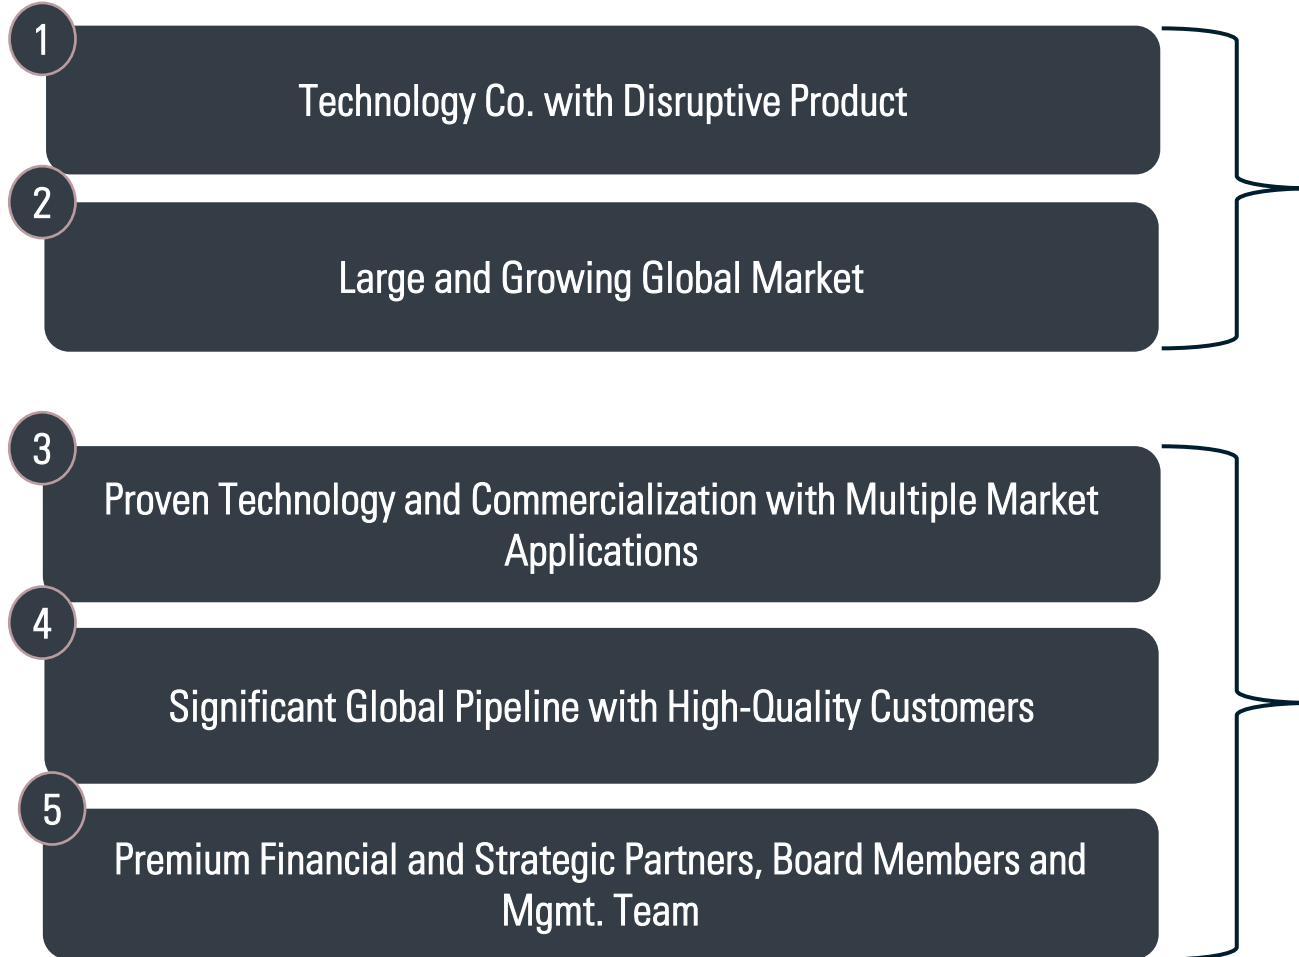 1
Technology Co. with Disruptive Product
2
Large and Growing Global Market
3
Proven Technology and Commercialization with Multiple Market
Applications
4
Significant Global Pipeline with High-Quality Customers
5
Premium Financial and Strategic Partners, Board Members and
Mgmt. Team